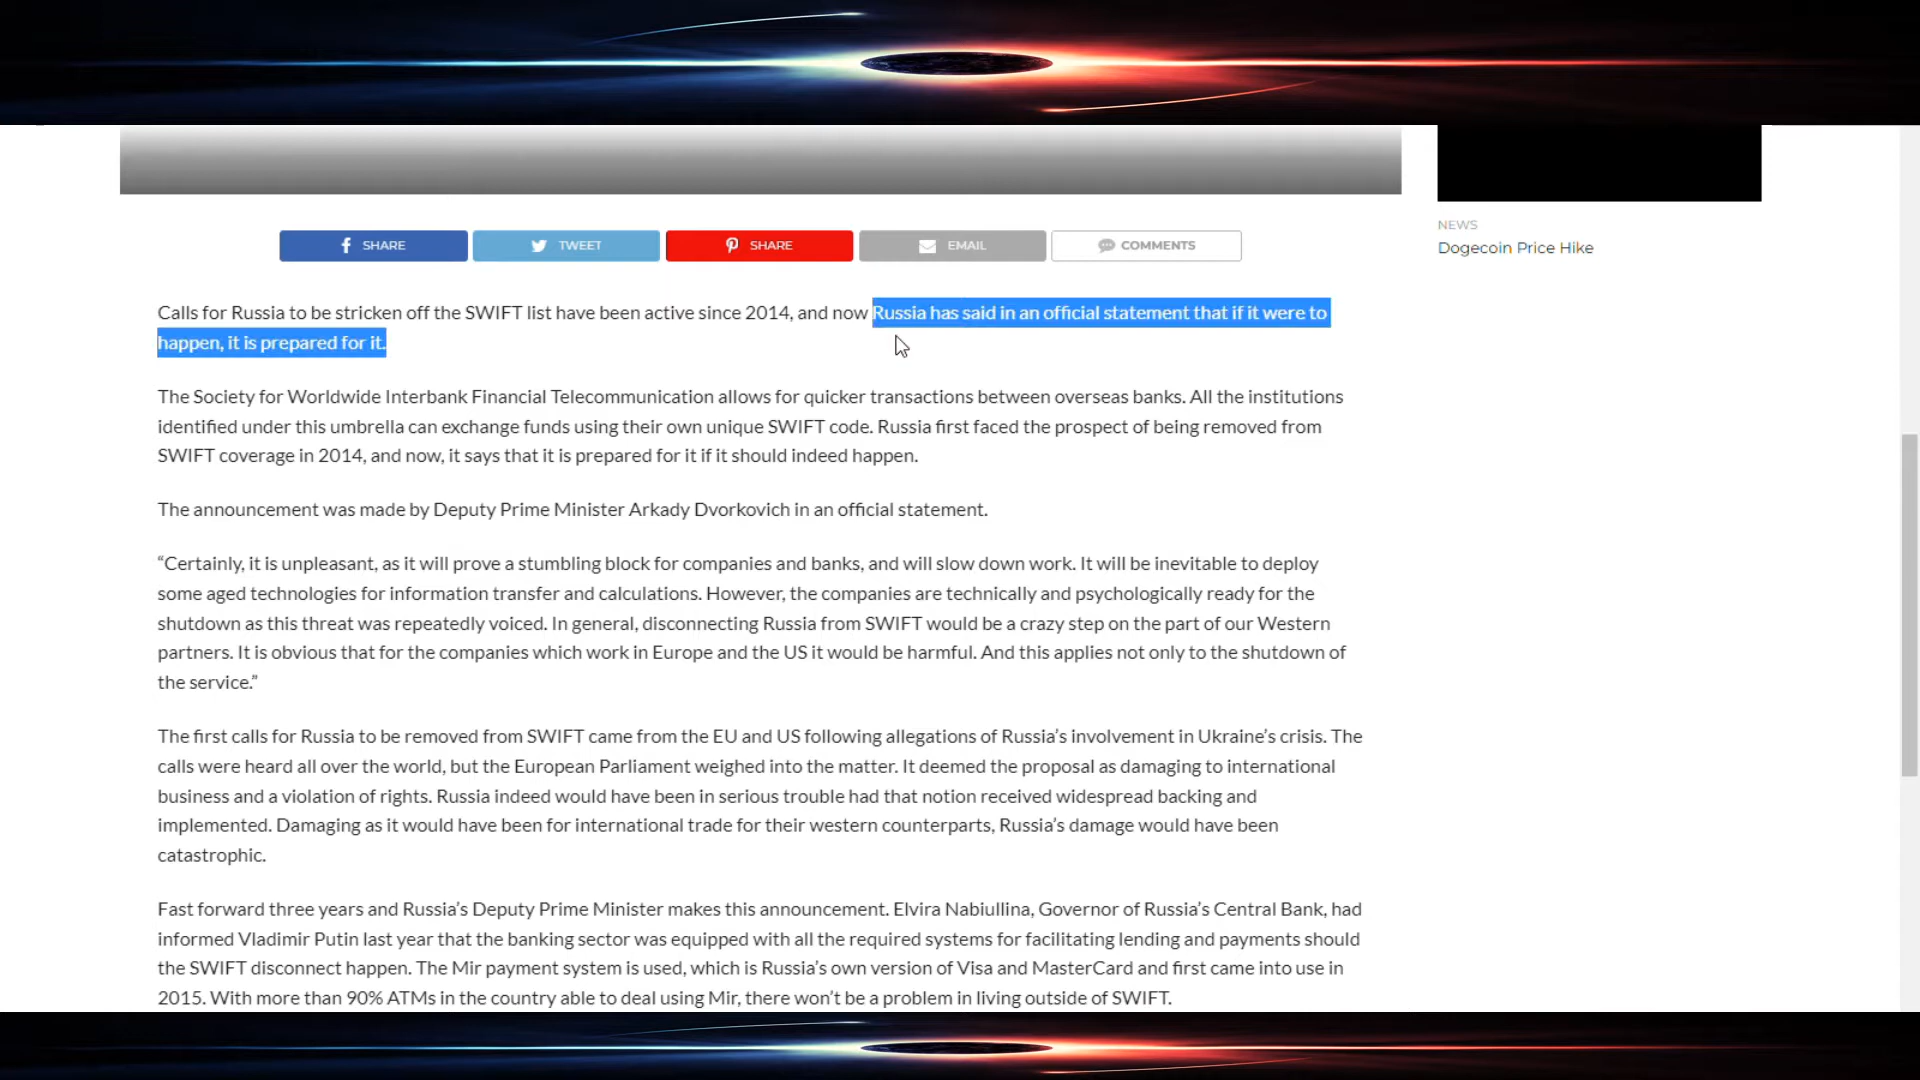 SHARE TWEET SHARE EMAIL COMMENTS
NEWS
Dogecoin Price Hike
Calls for Russia to be stricken off the SWIFT list have been active since 2014, and now Russia has said in an official statement that if it were to
happen, it is prepared for it.
The Society for Worldwide Interbank Financial Telecommunication allows for quicker transactions between overseas banks. All the institutions
identified under this umbrella can exchange funds using their own unique SWIFT code. Russia first faced the prospect of being removed from
SWIFT coverage in 2014, and now, it says that it is prepared for it if it should indeed happen.
The announcement was made by Deputy Prime Minister Arkady Dvorkovich in an official statement.
“Certainly, it is unpleasant, as it will prove a stumbling block for companies and banks, and will slow down work. It will be inevitable to deploy
some aged technologies for information transfer and calculations. However, the companies are technically and psychologically ready for the
shutdown as this threat was repeatedly voiced. In general, disconnecting Russia from SWIFT would be a crazy step on the part of our Western
partners. It is obvious that for the companies which work in Europe and the US it would be harmful. And this applies not only to the shutdown of
the service.”
The first calls for Russia to be removed from SWIFT came from the EU and US following allegations of Russia’s involvement in Ukraine’s crisis. The
calls were heard all over the world, but the European Parliament weighed into the matter. It deemed the proposal as damaging to international
business and a violation of rights. Russia indeed would have been in serious trouble had that notion received widespread backing and
implemented. Damaging as it would have been for international trade for their western counterparts, Russia’s damage would have been
catastrophic.
Fast forward three years and Russia’s Deputy Prime Minister makes this announcement. Elvira Nabiullina, Governor of Russia’s Central Bank, had
informed Vladimir Putin last year that the banking sector was equipped with all the required systems for facilitating lending and payments should
the SWIFT disconnect happen. The Mir payment system is used, which is Russia’s own version of Visa and MasterCard and first came into use in
2015. With more than 90% ATMs in the country able to deal using Mir, there won’t be a problem in living outside of SWIFT.